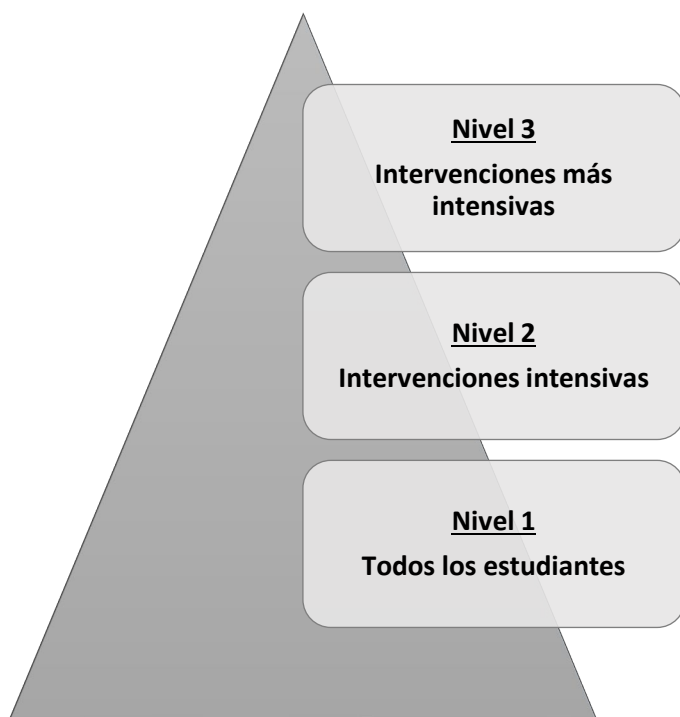 Nivel 3
Intervenciones más
intensivas
Nivel 2
Intervenciones intensivas
Nivel 1
Todos los estudiantes